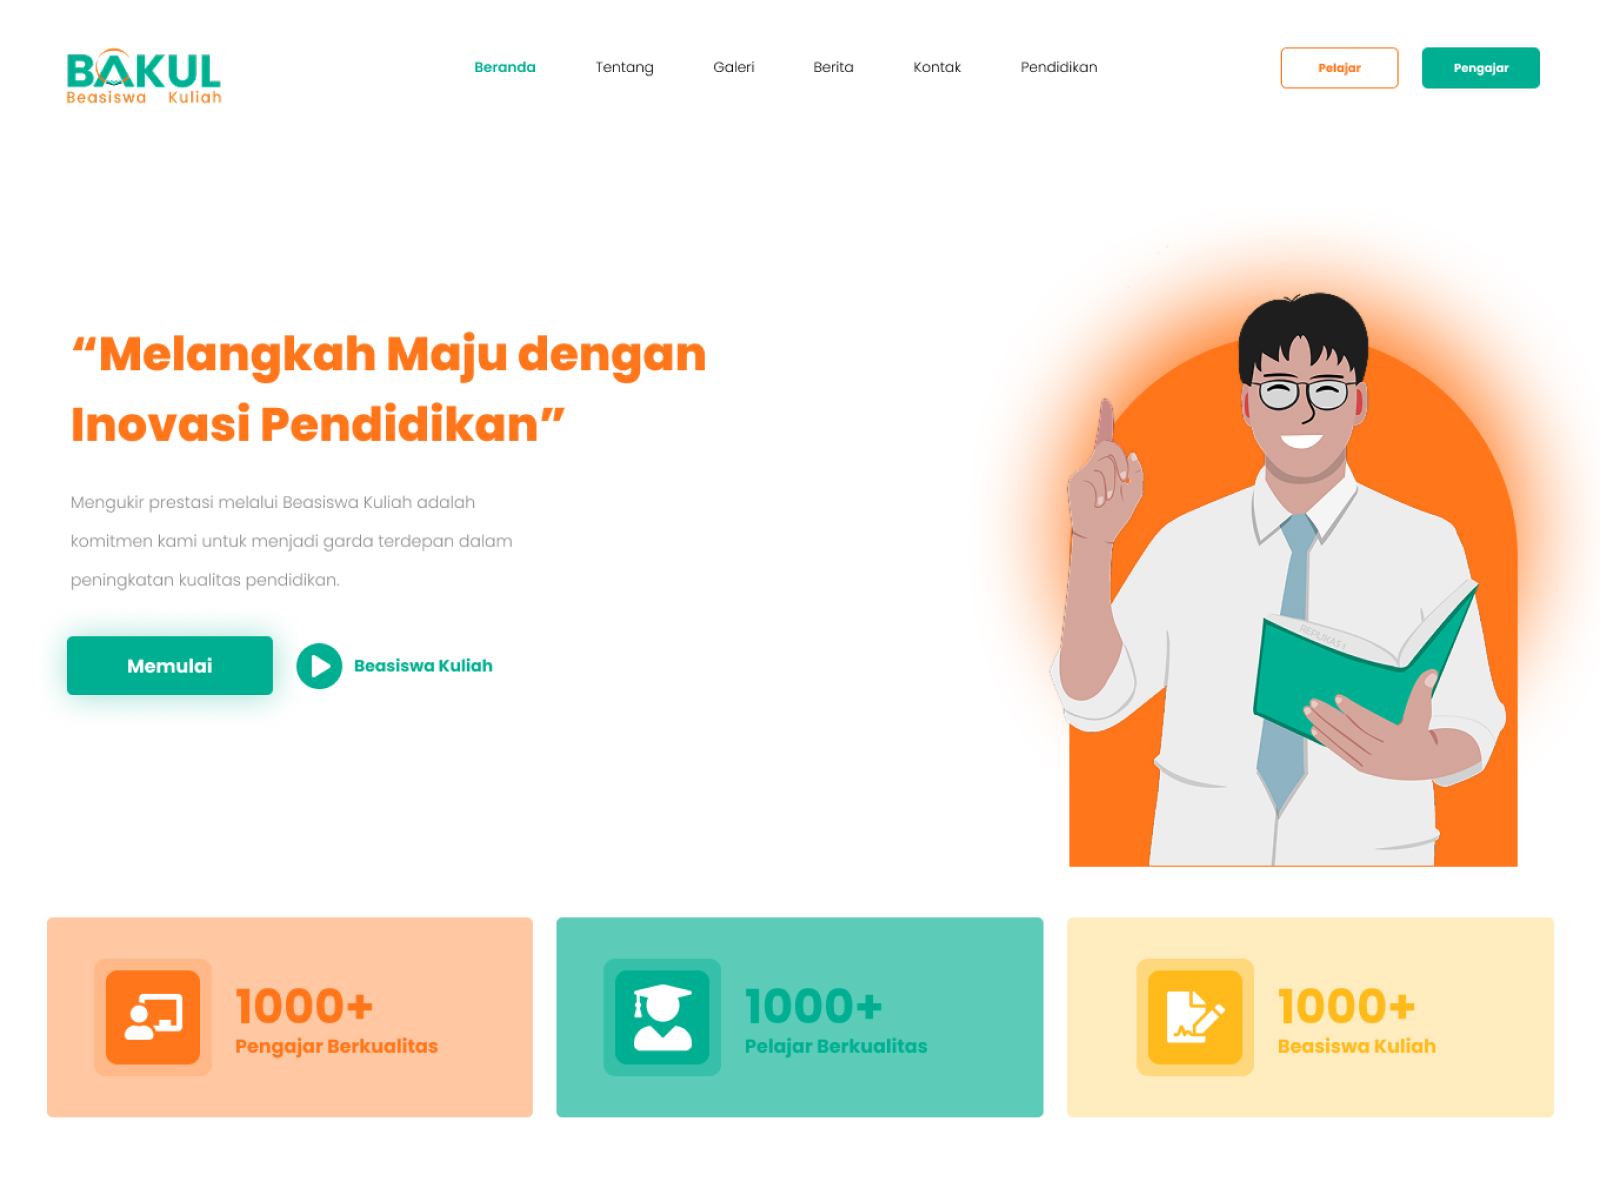 BAKUL
Beasiswa Kuliah
Beranda
Tentang
Galeri
Berita
Kontak
Pendidikan
Pelajar
Pengajar
“Melangkah Maju dengan
Inovasi Pendidikan”
Mengukir prestasi melalui Beasiswa Kuliah adalah
komitmen kami untuk menjadi garda terdepan dalam
peningkatan kualitas pendidikan.
Memulai
Beasiswa Kuliah
1000+
Pengajar Berkualitas
1000+
Pelajar Berkualitas
1000+
Beasiswa Kuliah